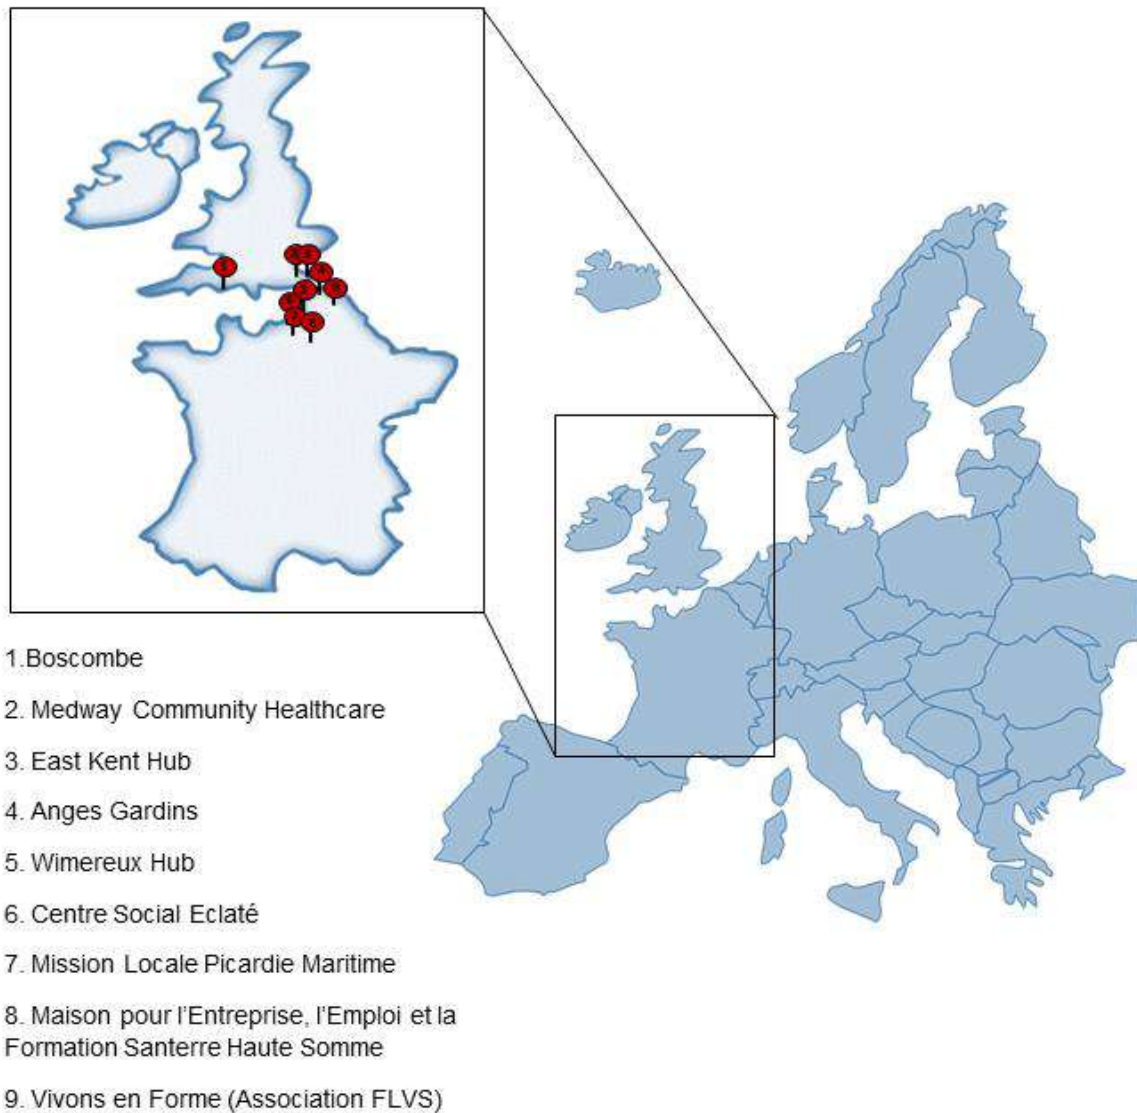 1.Boscombe
2. Medway Community Healthcare
3. East Kent Hub
4. Anges Gardins
5. Wimereux Hub
6. Centre Social Eclaté
7. Mission Locale Picardie Maritime
8. Maison pour l'Entreprise, l'Emploi et la
Formation Santerre Haute Somme
9. Vivons en Forme (Association FLVS)